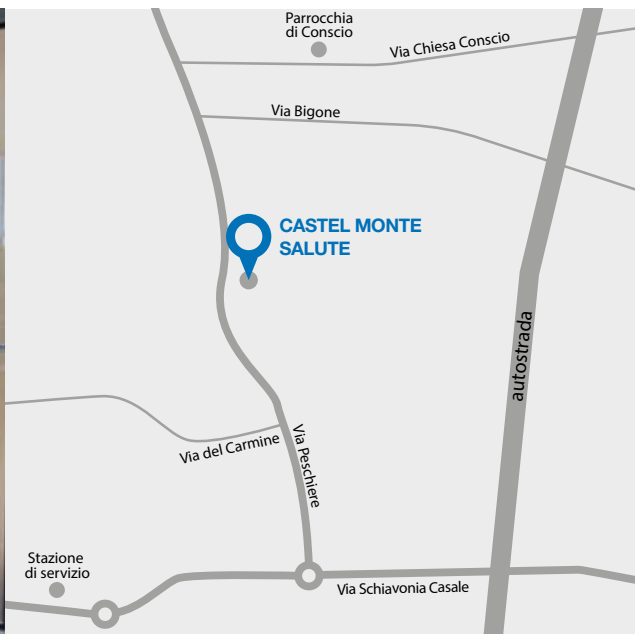 Parrocchia
di Conscio
Via Chiesa Conscio
Via Bigone
CASTEL MONTE
SALUTE
autostrada
Via del Carmine
Via Peschiere
Stazione
di servizio
Via Schiavonia Casale